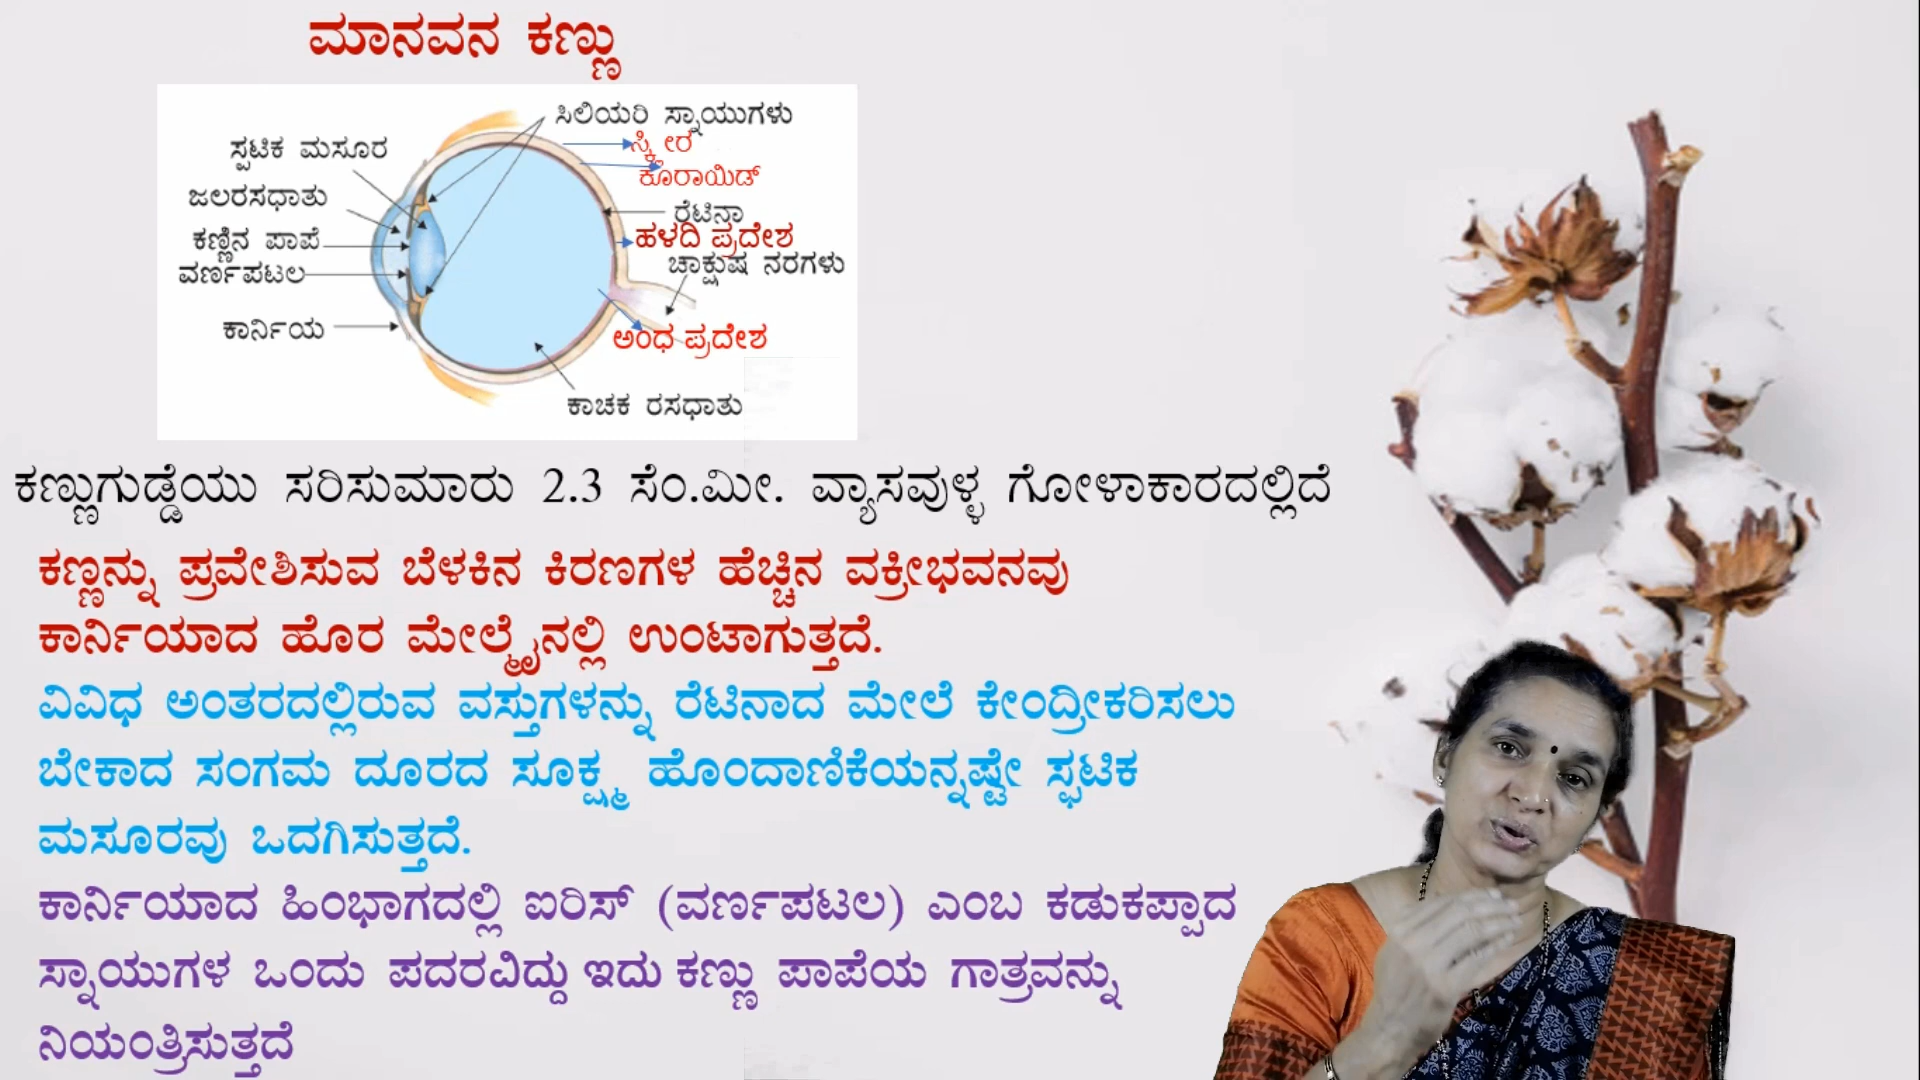 ಮಾನವನ ಕಣ್ಣು
ಸಿಲಿಯರಿ ಸ್ನಾಯುಗಳು
ಸ್ಕ್ಲೀರ
ಸ್ಪಟಿಕ ಮಸೂರ
ಕೂರಾಯಿಡ್
ಜಲರಸಧಾತು
ರೆಟಿನಾ
ಕಣ್ಣಿನ ಪಾಪೆ
ಹಳದಿ ಪ್ರದೇಶ
ವರ್ಣಪಟಲ
ಚಾಕ್ಷುಷ ನರಗಳು
ಕಾರ್ನಿಯ
ಅಂಧ ಪ್ರದೇಶ
ಕಾಚಕ ರಸಧಾತು
ಕಣ್ಣುಗುಡ್ಡೆಯು ಸರಿಸುಮಾರು 2.3 ಸೆಂ.ಮೀ. ವ್ಯಾಸವುಳ್ಳ ಗೋಳಾಕಾರದಲ್ಲಿದೆ
ಕಣ್ಣನ್ನು ಪ್ರವೇಶಿಸುವ ಬೆಳಕಿನ ಕಿರಣಗಳ ಹೆಚ್ಚಿನ ವಕ್ರೀಭವನವು
ಕಾರ್ನಿಯಾದ ಹೊರ ಮೇಲ್ಮೈನಲ್ಲಿ ಉಂಟಾಗುತ್ತದೆ.
ವಿವಿಧ ಅಂತರದಲ್ಲಿರುವ ವಸ್ತುಗಳನ್ನು ರೆಟಿನಾದ ಮೇಲೆ ಕೇಂದ್ರೀಕರಿಸಲು
ಬೇಕಾದ ಸಂಗಮ ದೂರದ ಸೂಕ್ಷ್ಮ ಹೊಂದಾಣಿಕೆಯನ್ನಷ್ಟೇ ಸ್ಫಟಿಕ
ಮಸೂರವು ಒದಗಿಸುತ್ತದೆ.
ಕಾರ್ನಿಯಾದ ಹಿಂಭಾಗದಲ್ಲಿ ಐರಿಸ್ (ವರ್ಣಪಟಲ) ಎಂಬ ಕಡುಕಪ್ಪಾದ
ಸ್ನಾಯುಗಳ ಒಂದು ಪದರವಿದ್ದು ಇದು ಕಣ್ಣು ಪಾಪೆಯ ಗಾತ್ರವನ್ನು
ನಿಯಂತ್ರಿಸುತ್ತದೆ